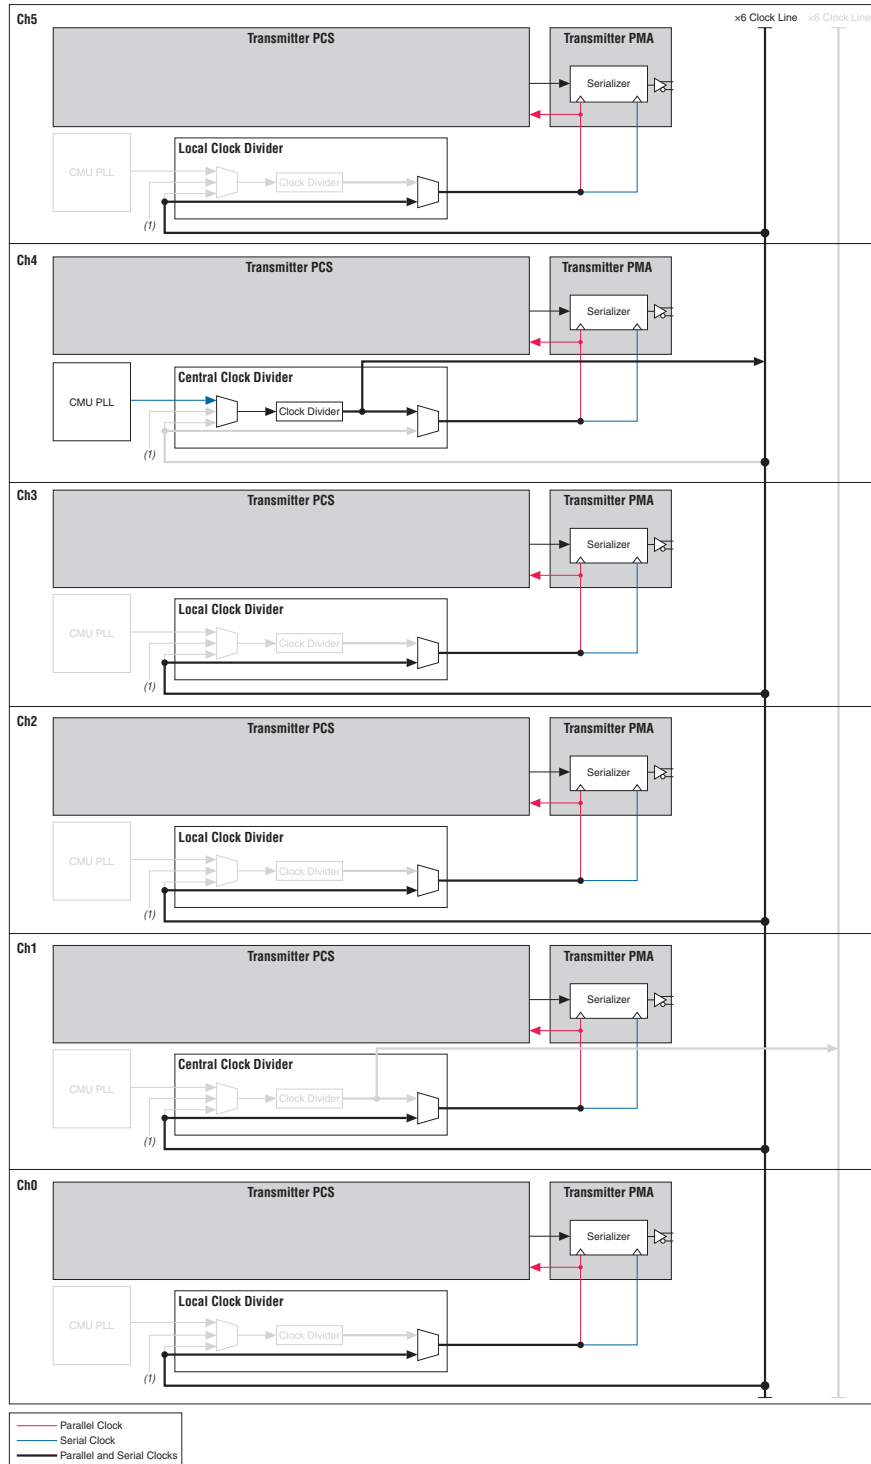 ×6 Clock Line ×6 Clock Line
Ch5
Transmitter PCS
Transmitter PMA
Serializer
Local Clock Divider
CMU PLL
Clock Divider
(1)
Ch4
Transmitter PCS
Transmitter PMA
Serializer
Central Clock Divider
CMU PLL
Clock Divider
(1)
Ch3
Transmitter PCS
Transmitter PMA
Serializer
Local Clock Divider
CMU PLL
Clock Divider
(1)
Ch2
Transmitter PCS
Transmitter PMA
Serializer
Local Clock Divider
CMU PLL
Clock Divider
(1)
Ch1
Transmitter PCS
Transmitter PMA
Serializer
Central Clock Divider
CMU PLL
Clock Divider
(1)
Ch0
Transmitter PCS
Transmitter PMA
Serializer
Local Clock Divider
CMU PLL
Clock Divider
(1)
Parallel Clock
Serial Clock
Parallel and Serial Clocks